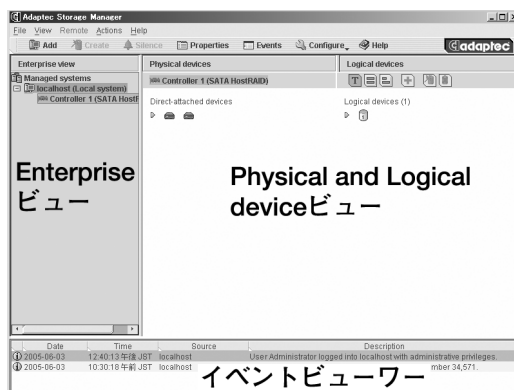 Adaptec Storage Manager
File View Remote Actions Help
Add Create Silence Properties Events Configure Help adaptec
Enterprise view
Physical devices
Logical devices
Managed systems
localhost (Local system)
Controller 1 (SATA HostR
Controller 1 (SATA HostRAID)
Direct-attached devices
Logical devices (1)
Enterprise
ビュー
Physical and Logical
deviceビュー
Date Time Source Description
2005-06-03 12:40:13 午後 JST localhost User Administrator logged into localhost with administrative privileges.
2005-06-03 10:30:18 午前 JST localhost mber 34,571.
イベントビューワー